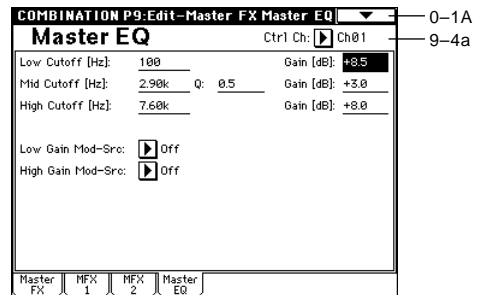 COMBINATION P9:Edit–Master FX Master EQ
0–1A
Master EQ Ctrl Ch: Ch01
9–4a
Low Cutoff [Hz]: 100 Gain [dB]: +8.5
Mid Cutoff [Hz]: 2.90k Q: 0.5 Gain [dB]: +3.0
High Cutoff [Hz]: 7.60k Gain [dB]: +8.0
Low Gain Mod-Src: Off
High Gain Mod-Src: Off
Master FX MFX 1 MFX 2 Master EQ